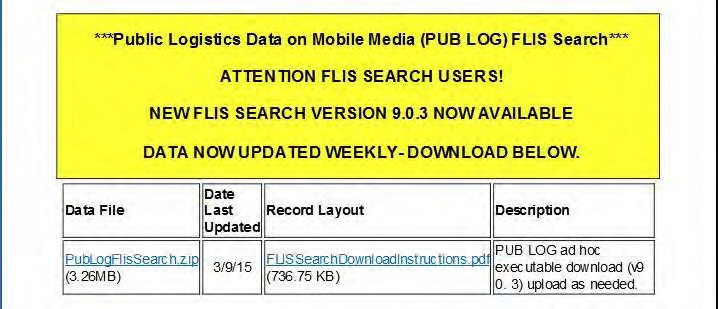 ***Public Logistics Data on Mobile Media (PUB LOG) FLIS Search***
ATTENTION FLIS SEARCH USERS!
NEW FLIS SEARCH VERSION 9.0.3 NOW AVAILABLE
DATA NOW UPDATED WEEKLY- DOWNLOAD BELOW.
Data File
Date
Last
Updated
Record Layout
Description
PubLogFlisSearch.zip
(3.26MB)
3/9/15
FLISSearchDownloadInstructions.pdf
(736.75 KB)
PUB LOG ad hoc
executable download (v9
0. 3) upload as needed.